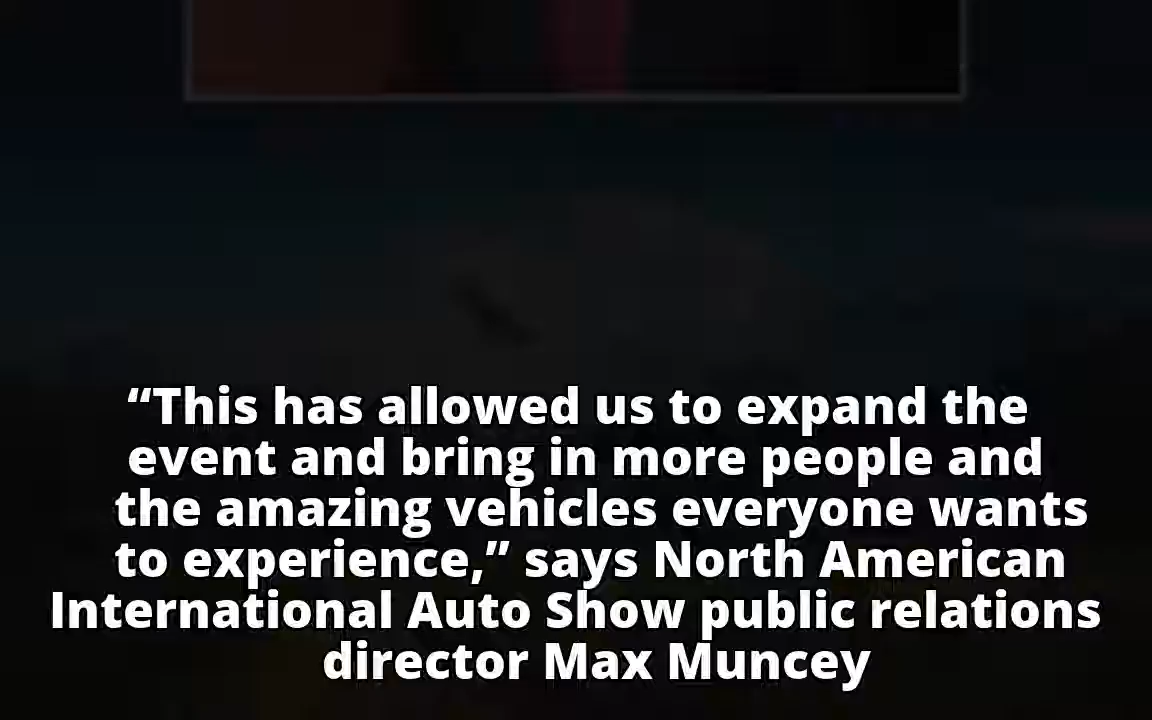 “This has allowed us to expand the
event and bring in more people and
the amazing vehicles everyone wants
to experience,” says North American
International Auto Show public relations
director Max Muncey